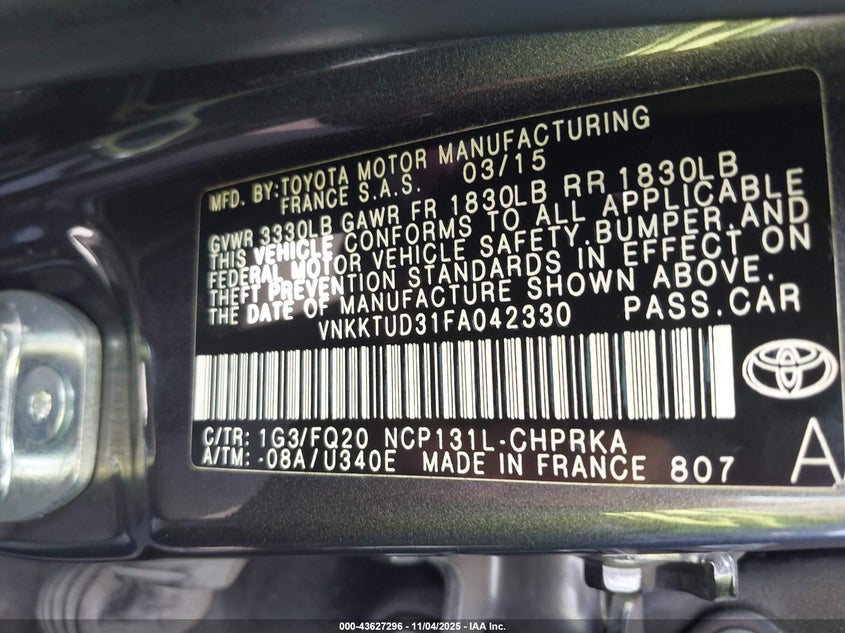 MFD. BY:TOYOTA MOTOR MANUFACTURING
FRANCE S.A.S. 03/15
GVWR 3330LB GAWR FR 1830LB RR 1830LB
THIS VEHICLE CONFORMS TO ALL APPLICABLE
FEDERAL MOTOR VEHICLE SAFETY,BUMPER,AND
THEFT PREVENTION STANDARDS IN EFFECT ON
THE DATE OF MANUFACTURE SHOWN ABOVE.
VNKKTUD31FA042330 PASS.CAR
C/TR: 1G3/FQ20 NCP131L-CHPRKA
A/TM: -08A/U340E MADE IN FRANCE 807
A
000-43627296 - 11/04/2025 - IAA Inc.